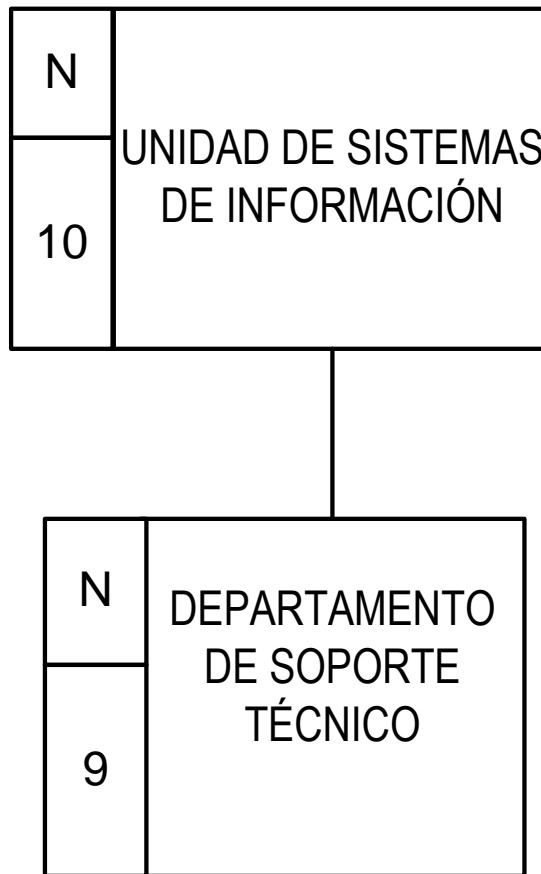 N
10
UNIDAD DE SISTEMAS
DE INFORMACIÓN
N
9
DEPARTAMENTO
DE SOPORTE
TÉCNICO